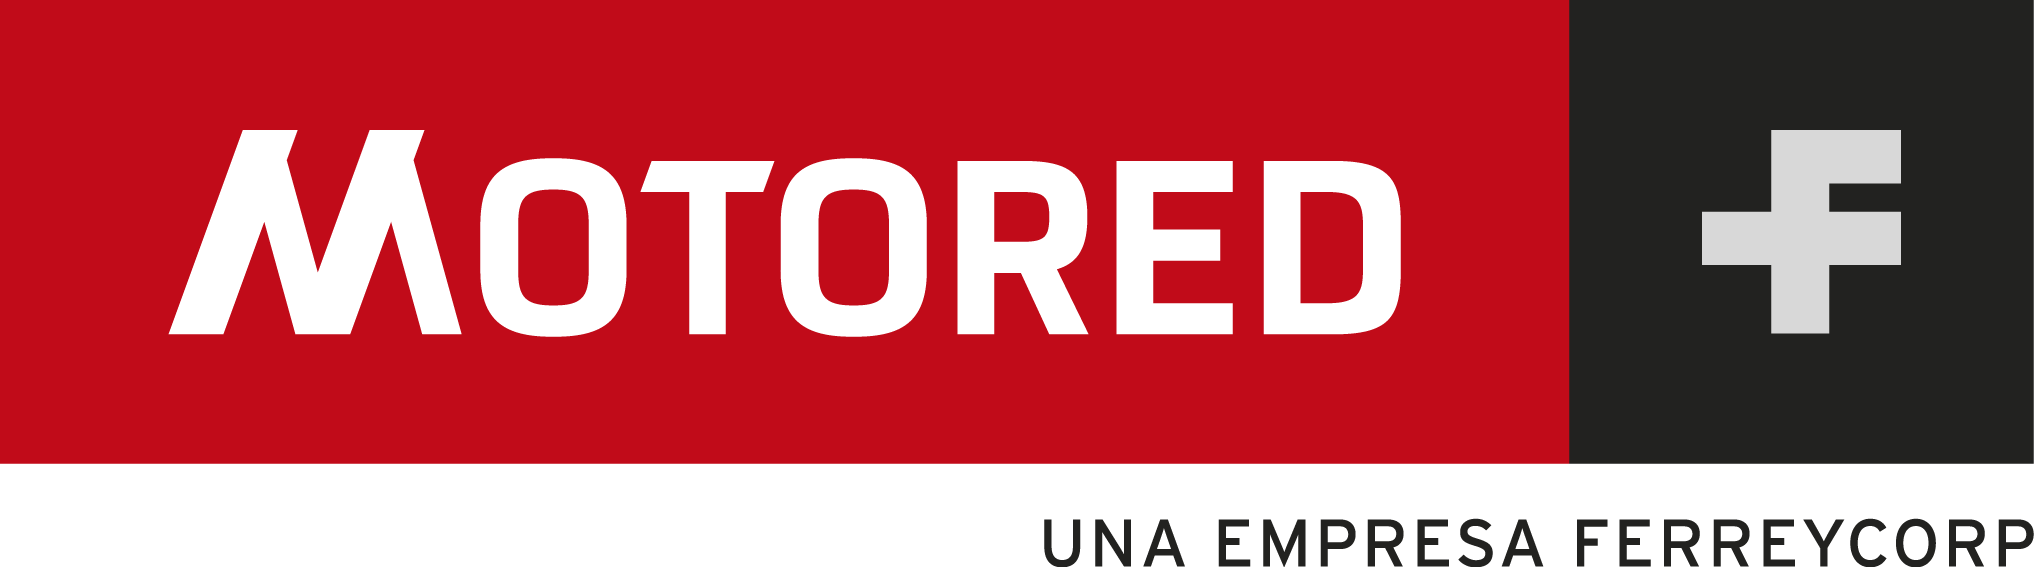 MOTORED
F
UNA EMPRESA FERREYCORP